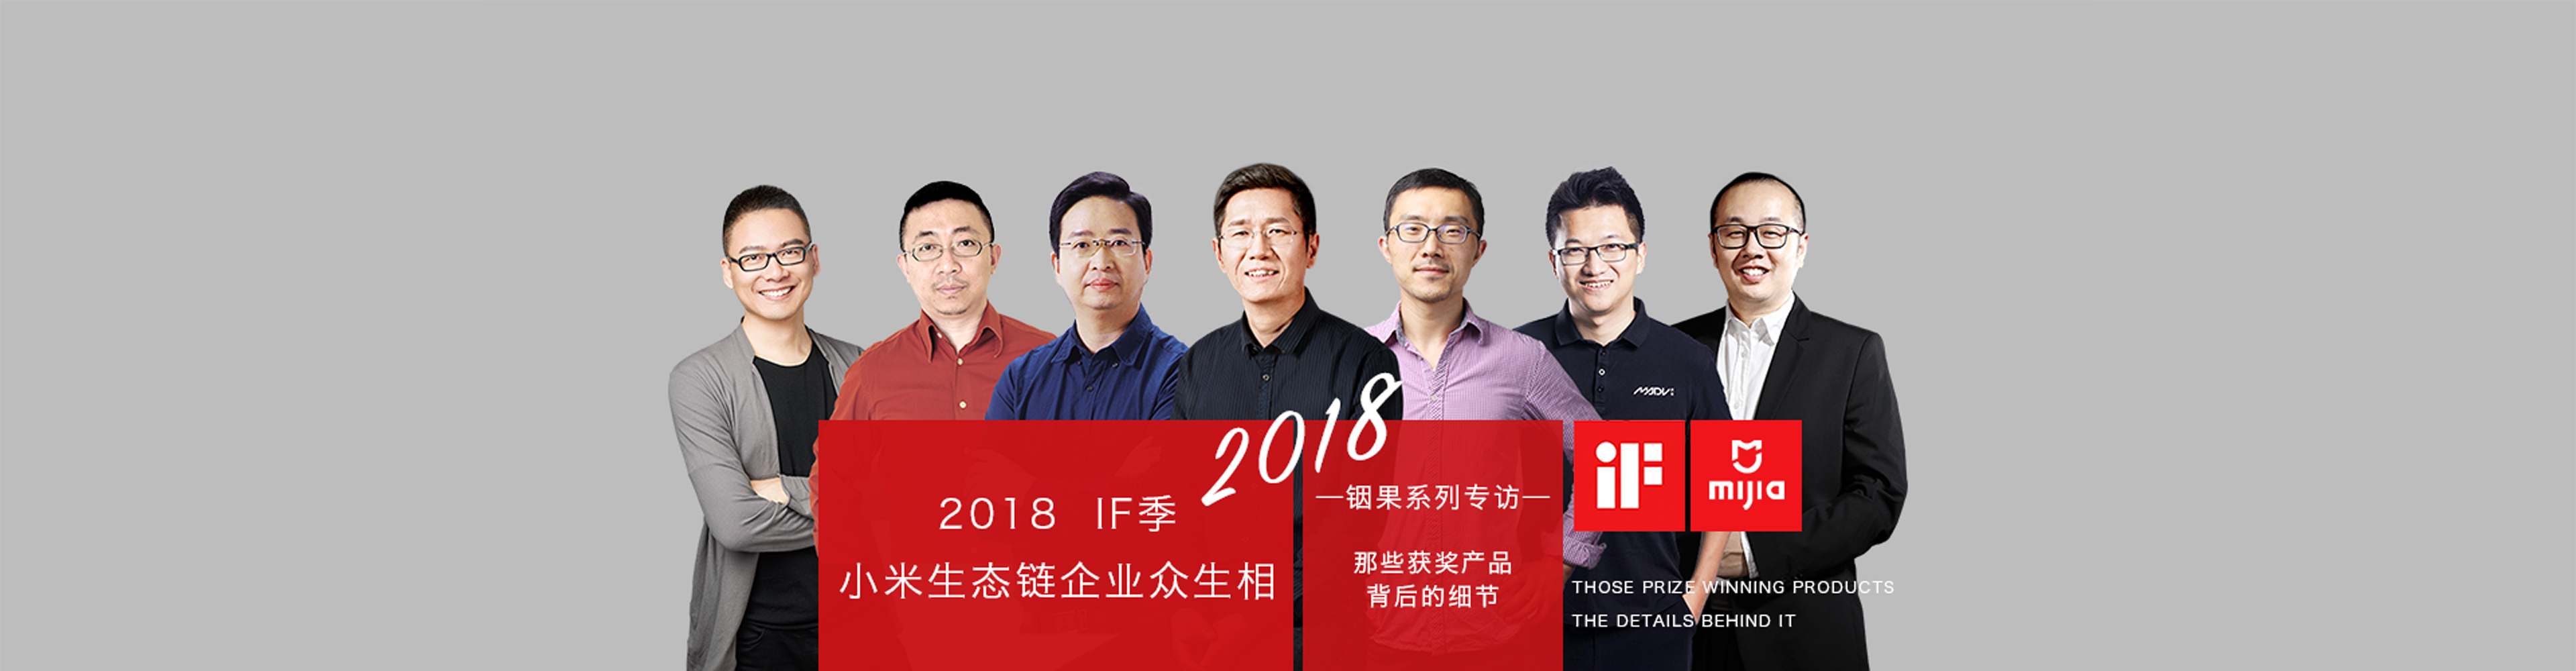 MADV
2018
2018 IF季
小米生态链企业众生相
—铟果系列专访—
那些获奖产品
背后的细节
iF
mijia
THOSE PRIZE WINNING PRODUCTS
THE DETAILS BEHIND IT